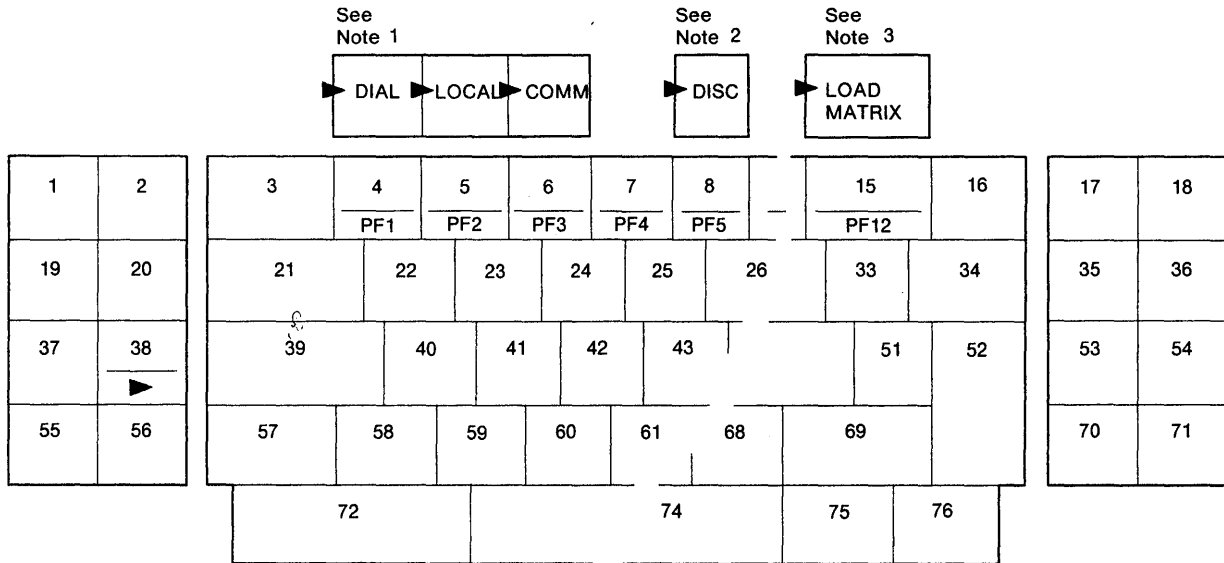 See Note 1
See Note 2
See Note 3
DIAL LOCAL COMM
DISC
LOAD MATRIX
1 2 3 4 5 6 7 8 15 16 17 18
PF1 PF2 PF3 PF4 PF5 PF12
19 20 21 22 23 24 25 26 33 34 35 36
37 38 39 40 41 42 43 51 52 53 54
55 56 57 58 59 60 61 68 69 70 71
72 74 75 76